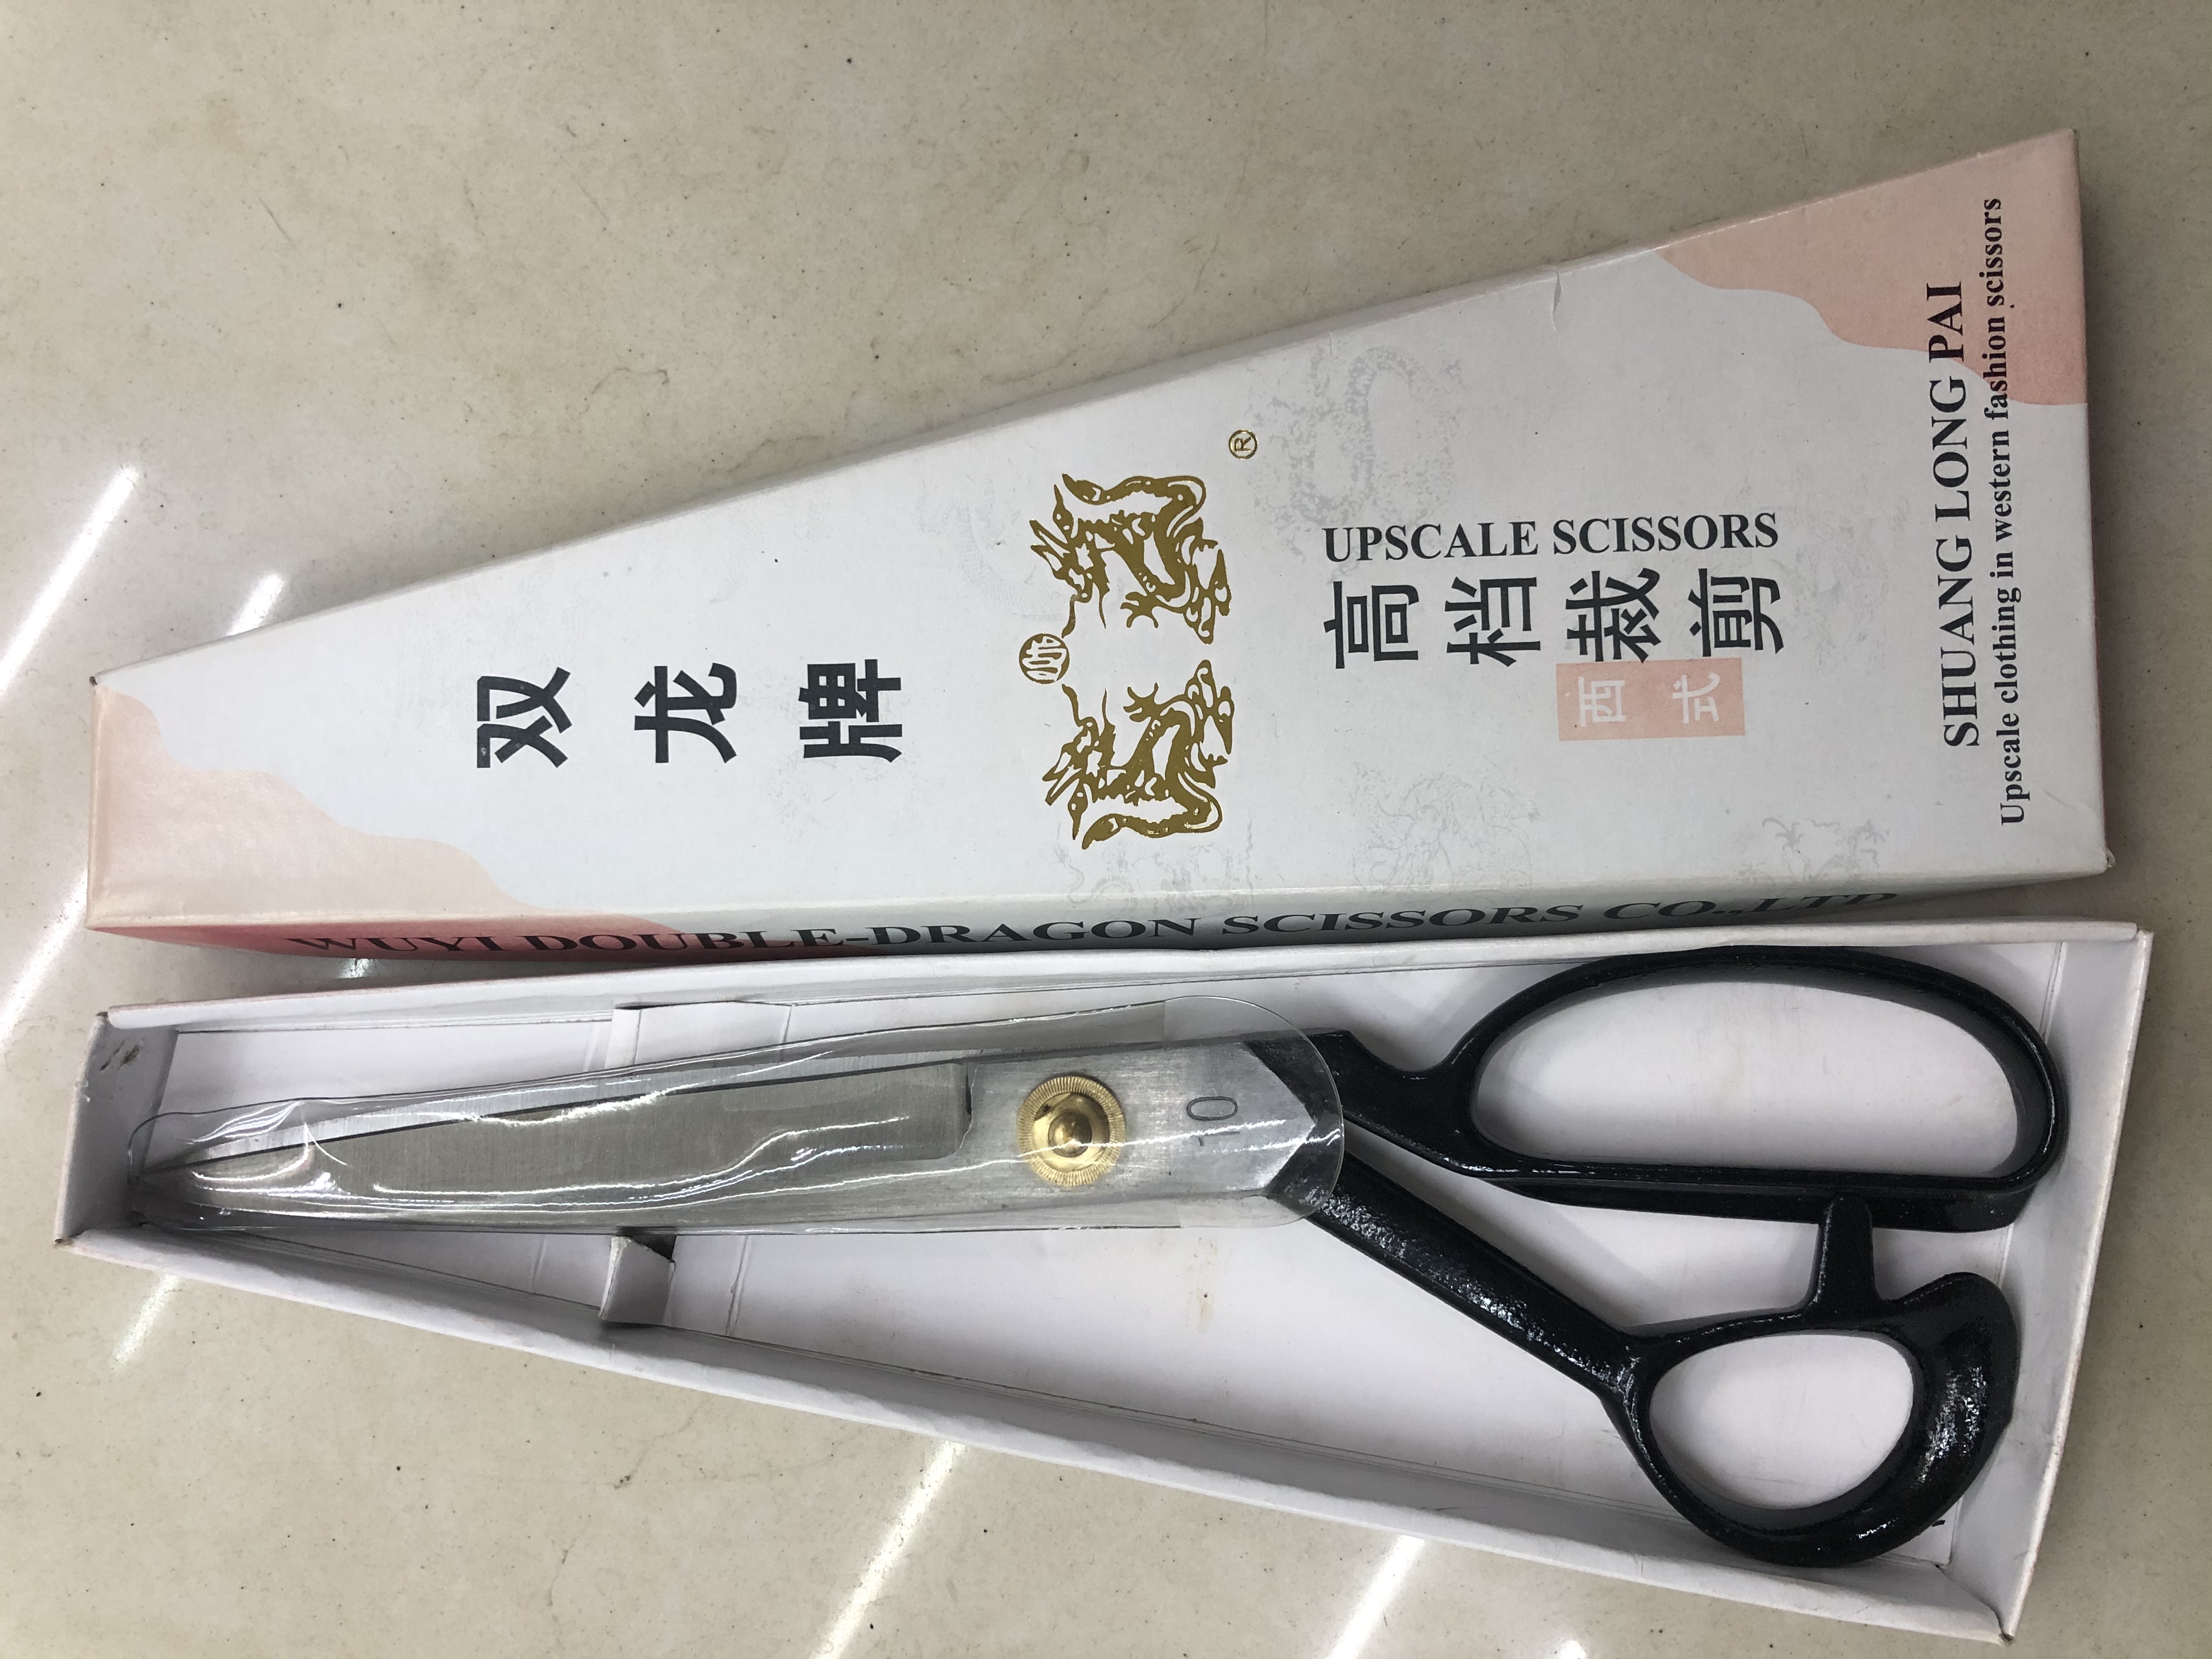 双龙牌
®
UPSCALE SCISSORS
高档裁剪
西式
SHUANG LONG PAI
Upscale clothing in western fashion scissors
WUYI DOUBLE-DRAGON SCISSORS CO.,LTD
10